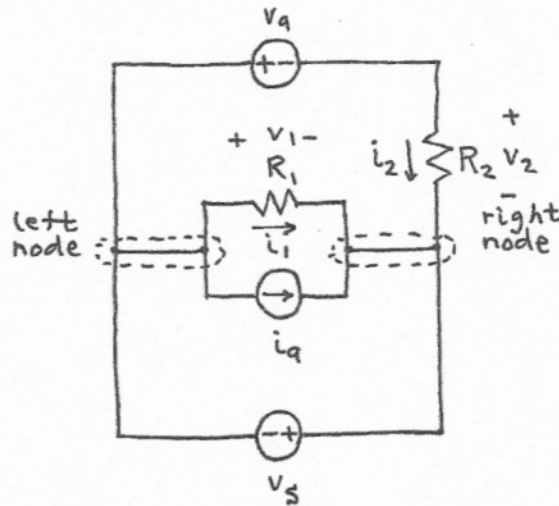 va
+ -
+ v1 -
R1
i1
ia
i2
R2
+
v2
-
left
node
right
node
- +
vs